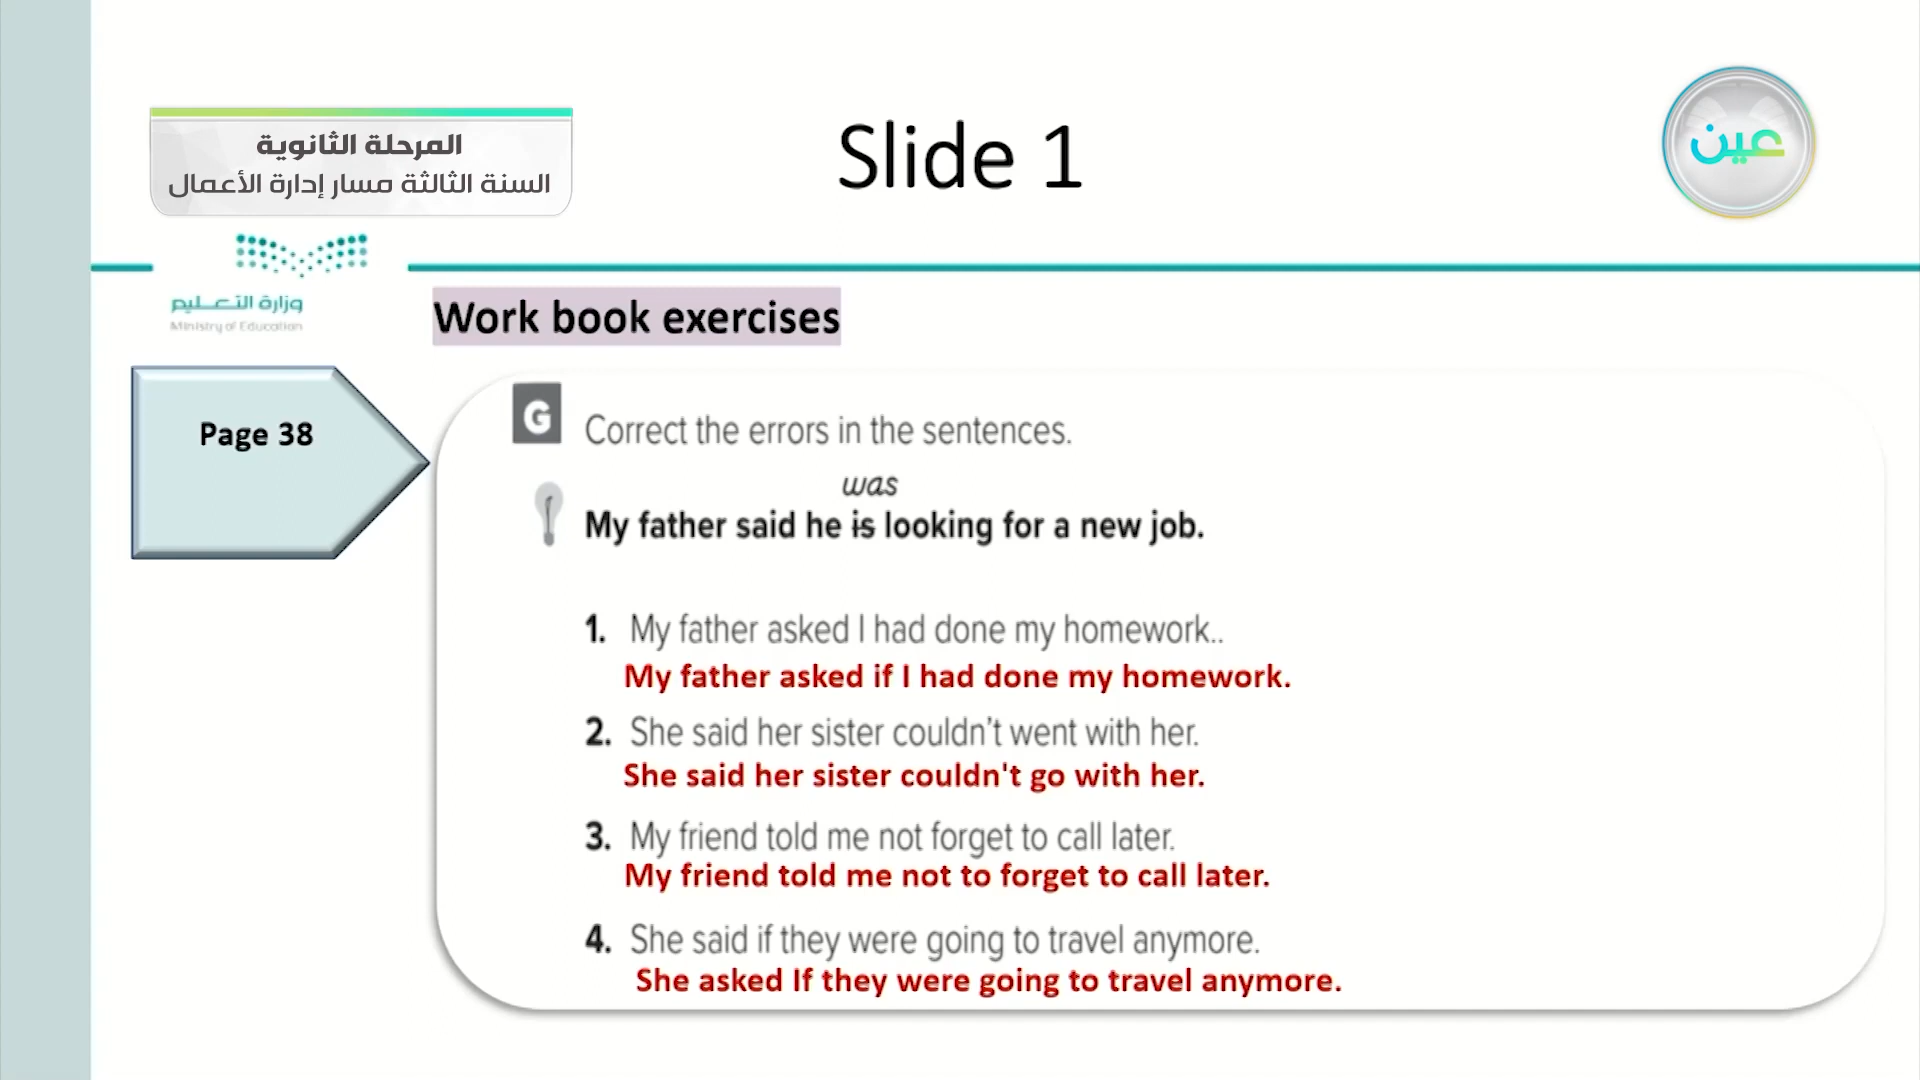 المرحلة الثانوية
السنة الثالثة مسار إدارة الأعمال
Slide 1
عين
وزارة التعليم
Ministry of Education
Work book exercises
Page 38
G Correct the errors in the sentences.
was
My father said he is looking for a new job.
1. My father asked I had done my homework..
My father asked if I had done my homework.
2. She said her sister couldn't went with her.
She said her sister couldn't go with her.
3. My friend told me not forget to call later.
My friend told me not to forget to call later.
4. She said if they were going to travel anymore.
She asked If they were going to travel anymore.